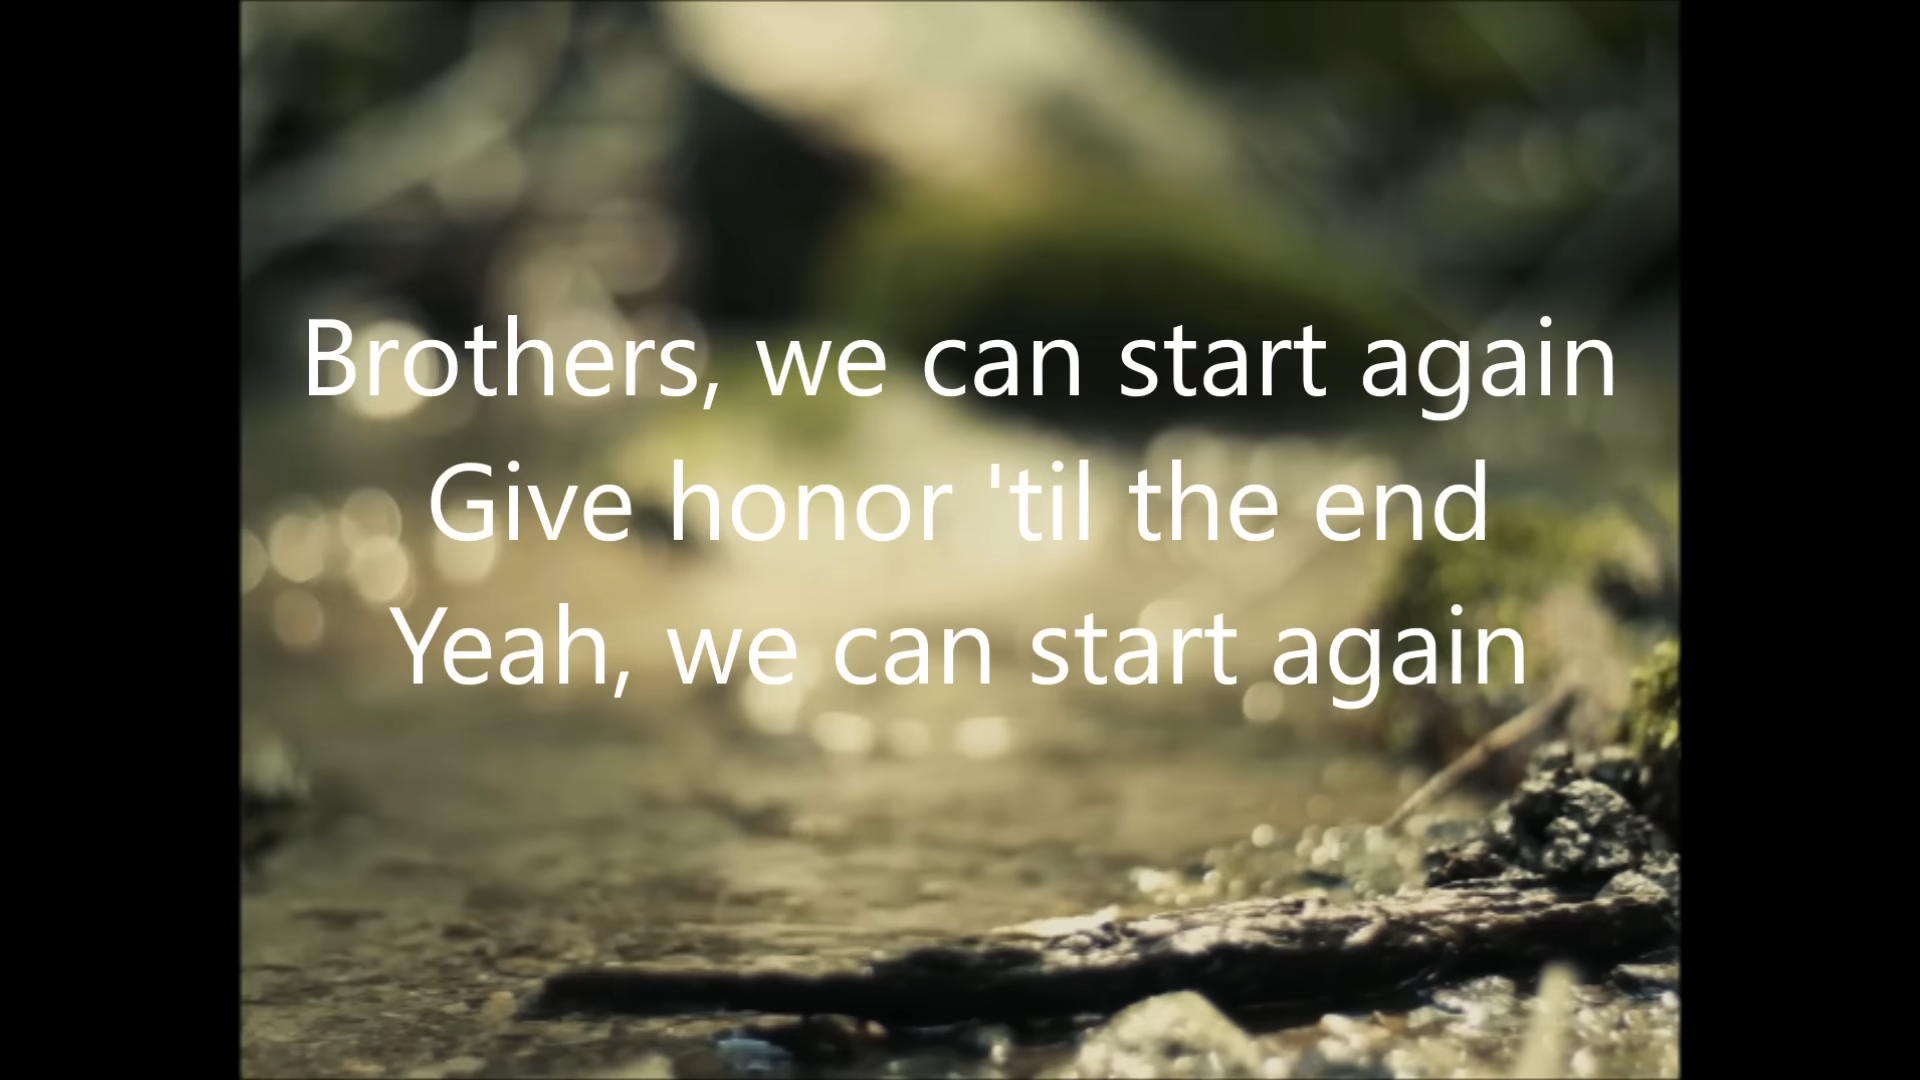 Brothers, we can start again
Give honor 'til the end
Yeah, we can start again